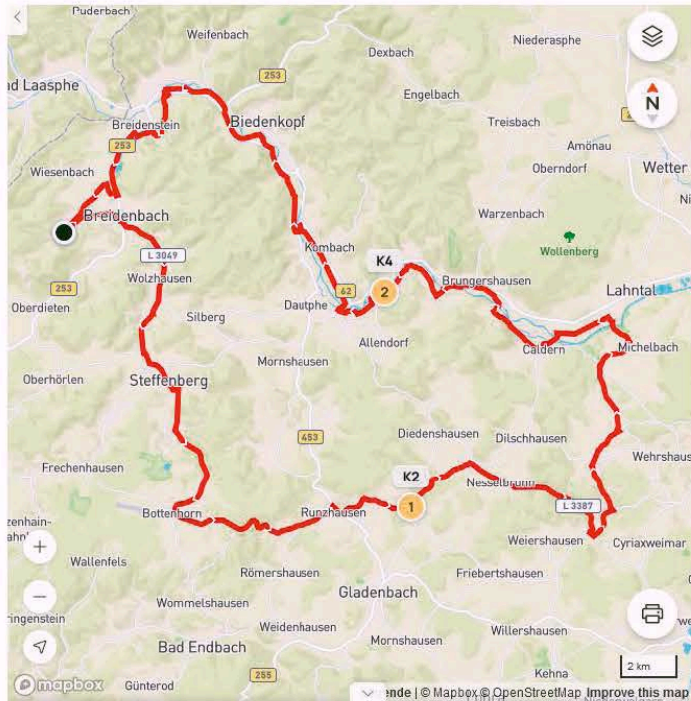 Puderbach
Weifenbach
Dexbach
Niederasphe
253
Engelbach
N
ad Laasphe
Breidenstein
Biedenkopf
Treisbach
Amönau
253
Wiesenbach
Oberndorf
Wetter
Breidenbach
Warzenbach
Wollenberg
L 3049
Kombach
K4
Wolzhausen
Brungershausen
Lahntal
253
62
2
Oberdieten
Dautphe
Silberg
Allendorf
Caldern
Michelbach
Mornshausen
Oberhörlen
Steffenberg
453
Diedenshausen
Dilschhausen
Wehrshaus
Frechenhausen
K2
Nesselbrunn
1
L 3387
Bottenhorn
Runzhausen
Weiershausen
Cyriaxweimar
Wallenfels
Römershausen
Friebertshausen
Gladenbach
Wommelshausen
ringenstein
Weidenhausen
Willershausen
Bad Endbach
Mornshausen
2 km
255
Kehna
mapbox
Günterod
ende | © Mapbox © OpenStreetMap Improve this map